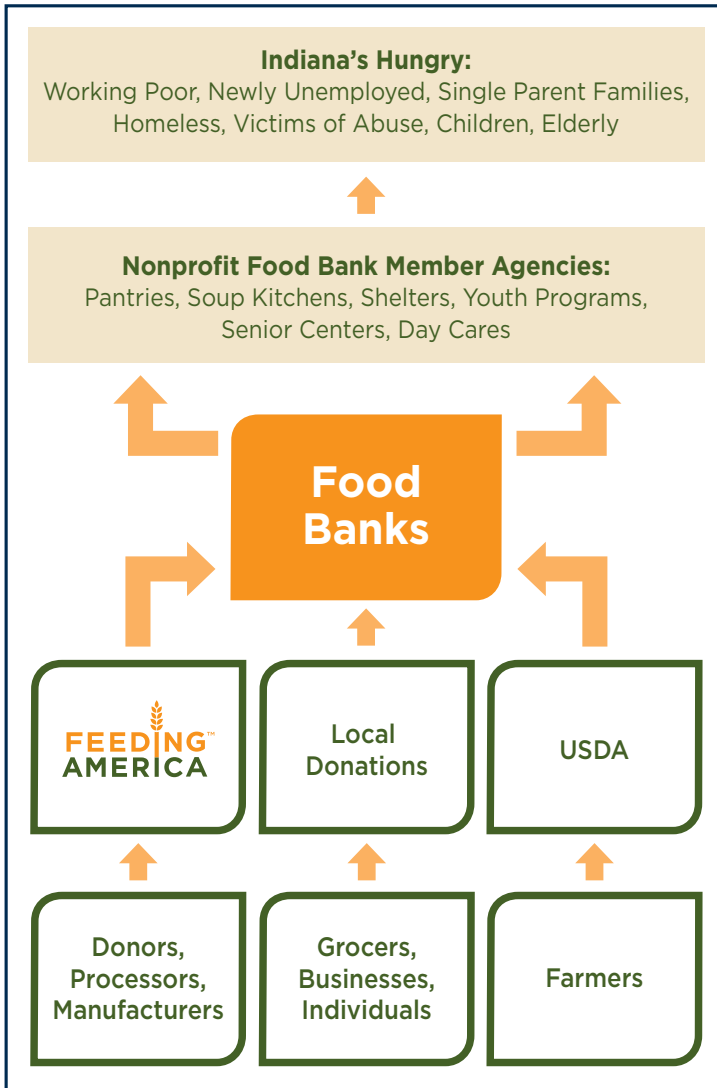 Indiana’s Hungry:
Working Poor, Newly Unemployed, Single Parent Families,
Homeless, Victims of Abuse, Children, Elderly
Nonprofit Food Bank Member Agencies:
Pantries, Soup Kitchens, Shelters, Youth Programs,
Senior Centers, Day Cares
Food
Banks
FEEDING™
AMERICA
Local
Donations
USDA
Donors,
Processors,
Manufacturers
Grocers,
Businesses,
Individuals
Farmers